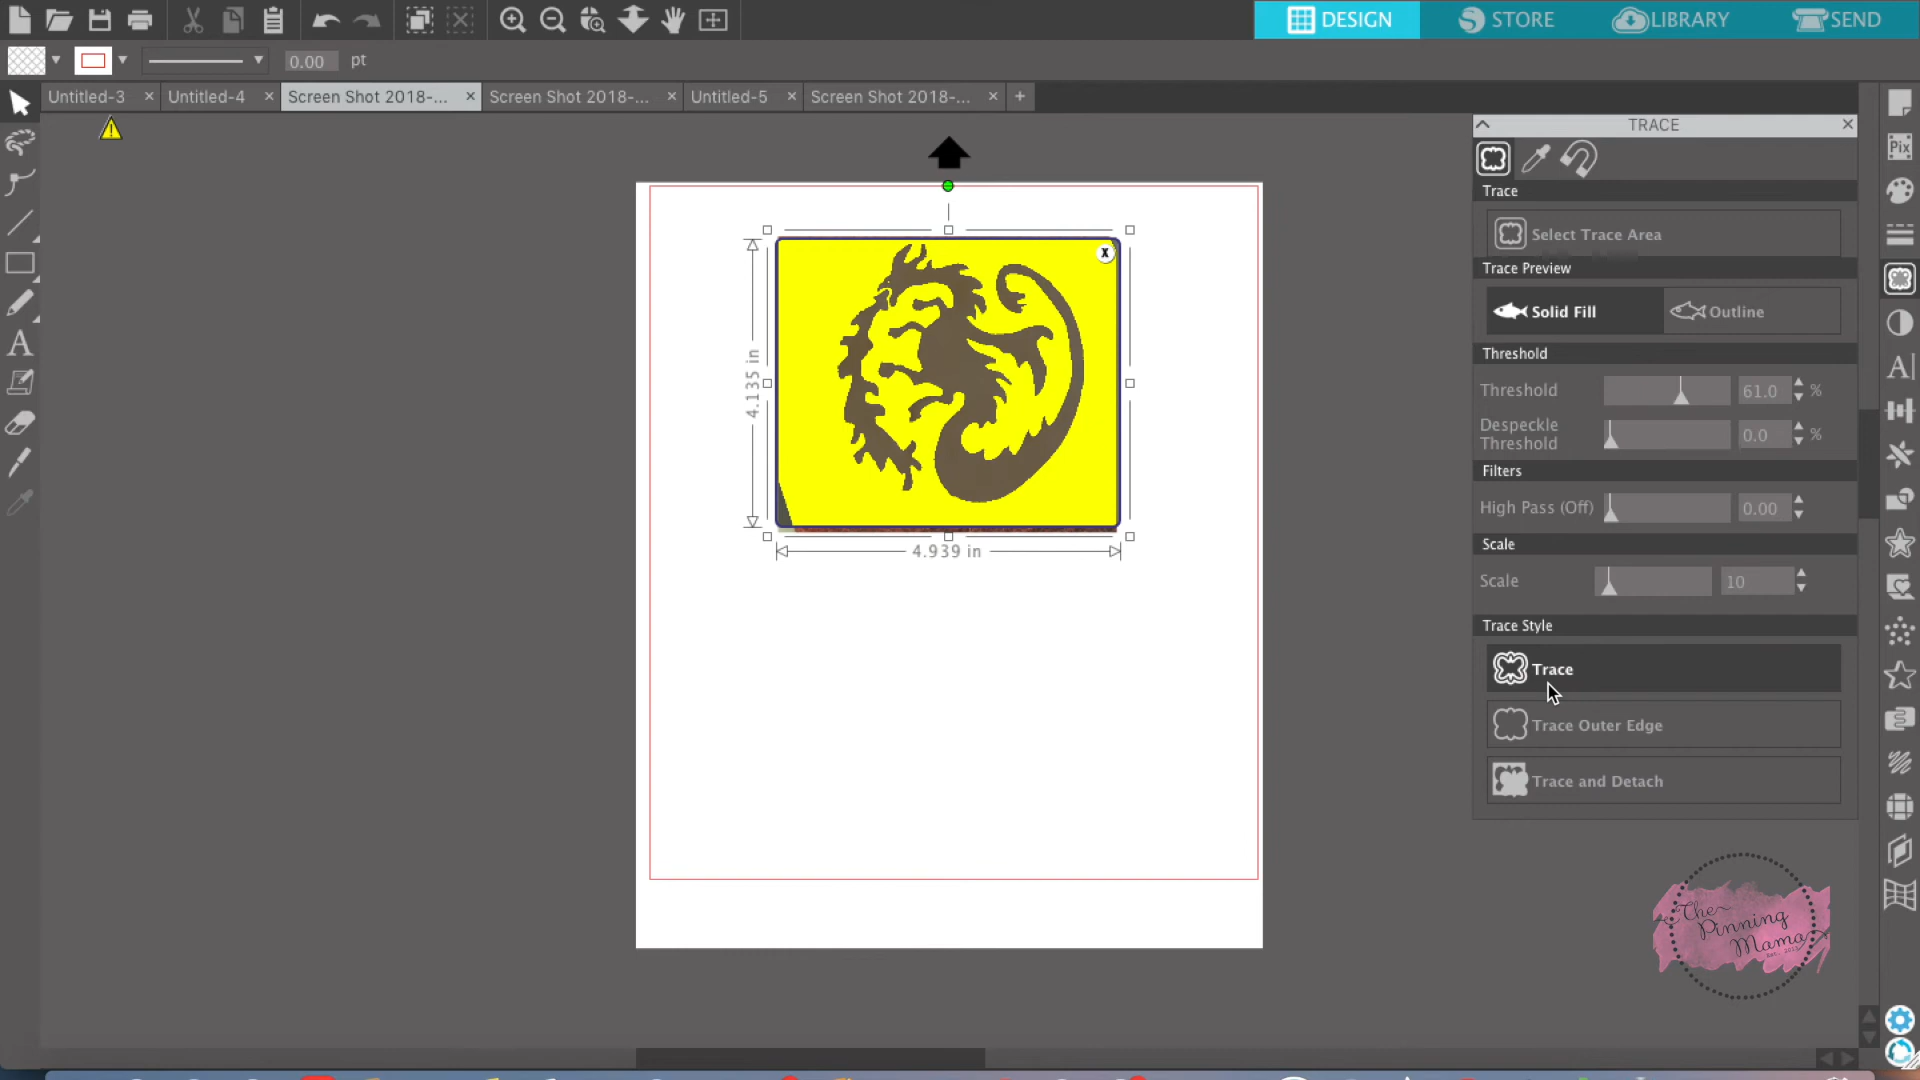 DESIGN
STORE
LIBRARY
SEND
0.00 pt
Untitled-3
Untitled-4
Screen Shot 2018-...
Screen Shot 2018-...
Untitled-5
Screen Shot 2018-...
TRACE
Pix
Trace
Select Trace Area
Trace Preview
Solid Fill
Outline
Threshold
Threshold 61.0 %
Despeckle
Threshold 0.0 %
Filters
High Pass (Off) 0.00
Scale
Scale 10
Trace Style
Trace
Trace Outer Edge
Trace and Detach
X
4.135 in
4.939 in
The
Pinning
Mama